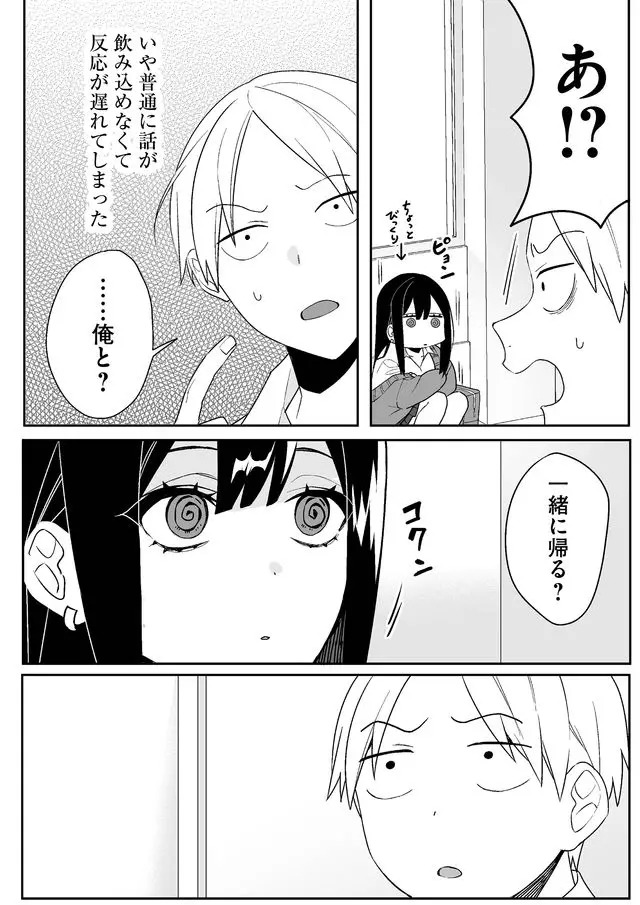 あ!?
ピョン
ちょっと
びっくり
いや普通に話が
飲み込めなくて
反応が遅れてしまった
……俺と?
一緒に帰る?
コクン